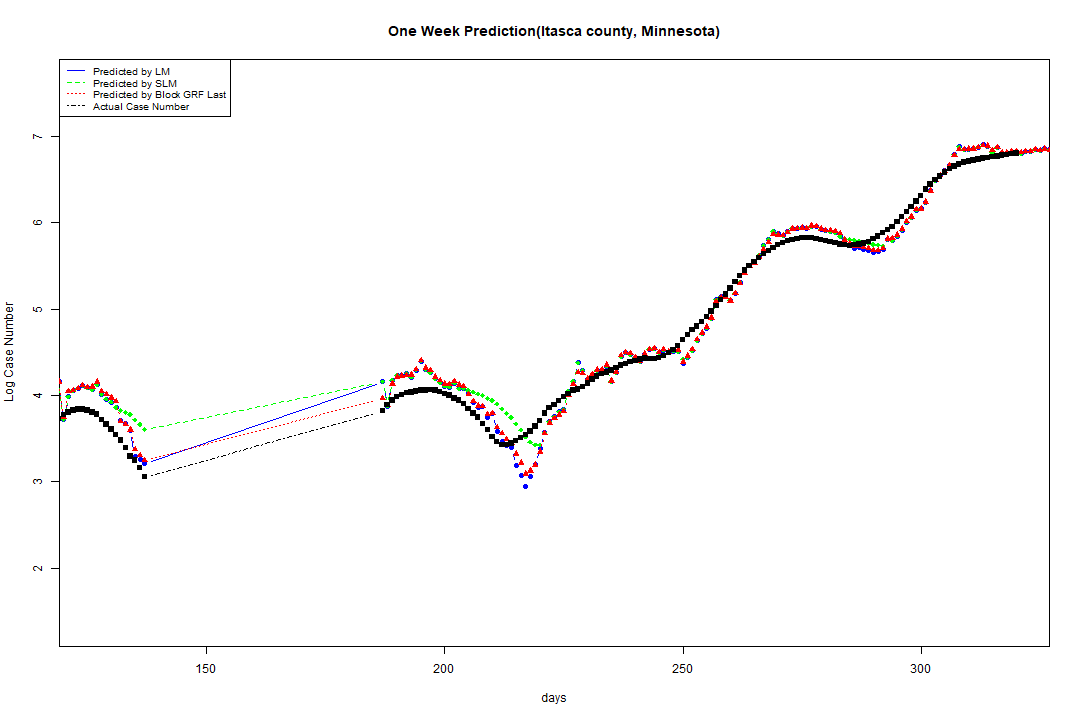 One Week Prediction(Itasca county, Minnesota)
Predicted by LM
Predicted by SLM
Predicted by Block GRF Last
Actual Case Number
7
6
5
4
3
2
Log Case Number
150 200 250 300
days